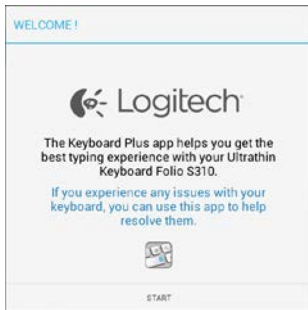 WELCOME !
Logitech
The Keyboard Plus app helps you get the
best typing experience with your Ultrathin
Keyboard Folio S310.
If you experience any issues with your
keyboard, you can use this app to help
resolve them.
START